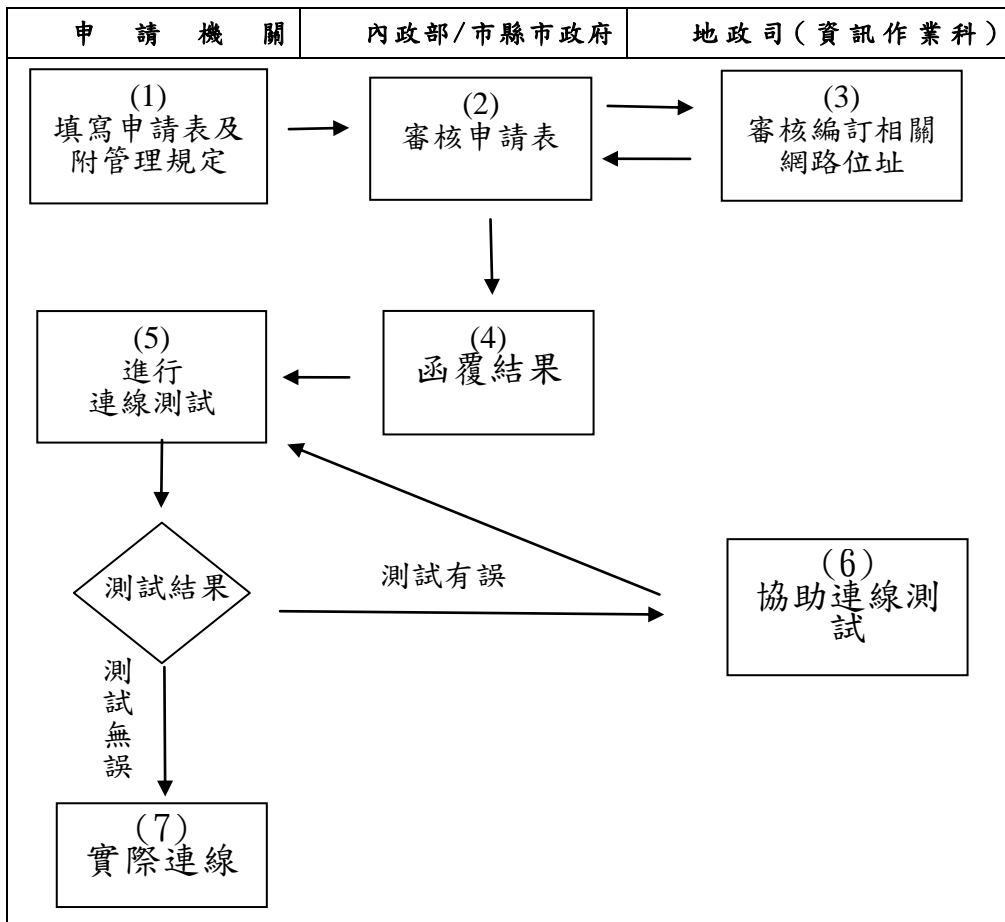 申請機關
內政部/市縣市政府
地政司(資訊作業科)
(1)
填寫申請表及
附管理規定
(2)
審核申請表
(3)
審核編訂相關
網路位址
(4)
函覆結果
(5)
進行
連線測試
測試結果
測試有誤
(6)
協助連線測
試
測
試
無
誤
(7)
實際連線